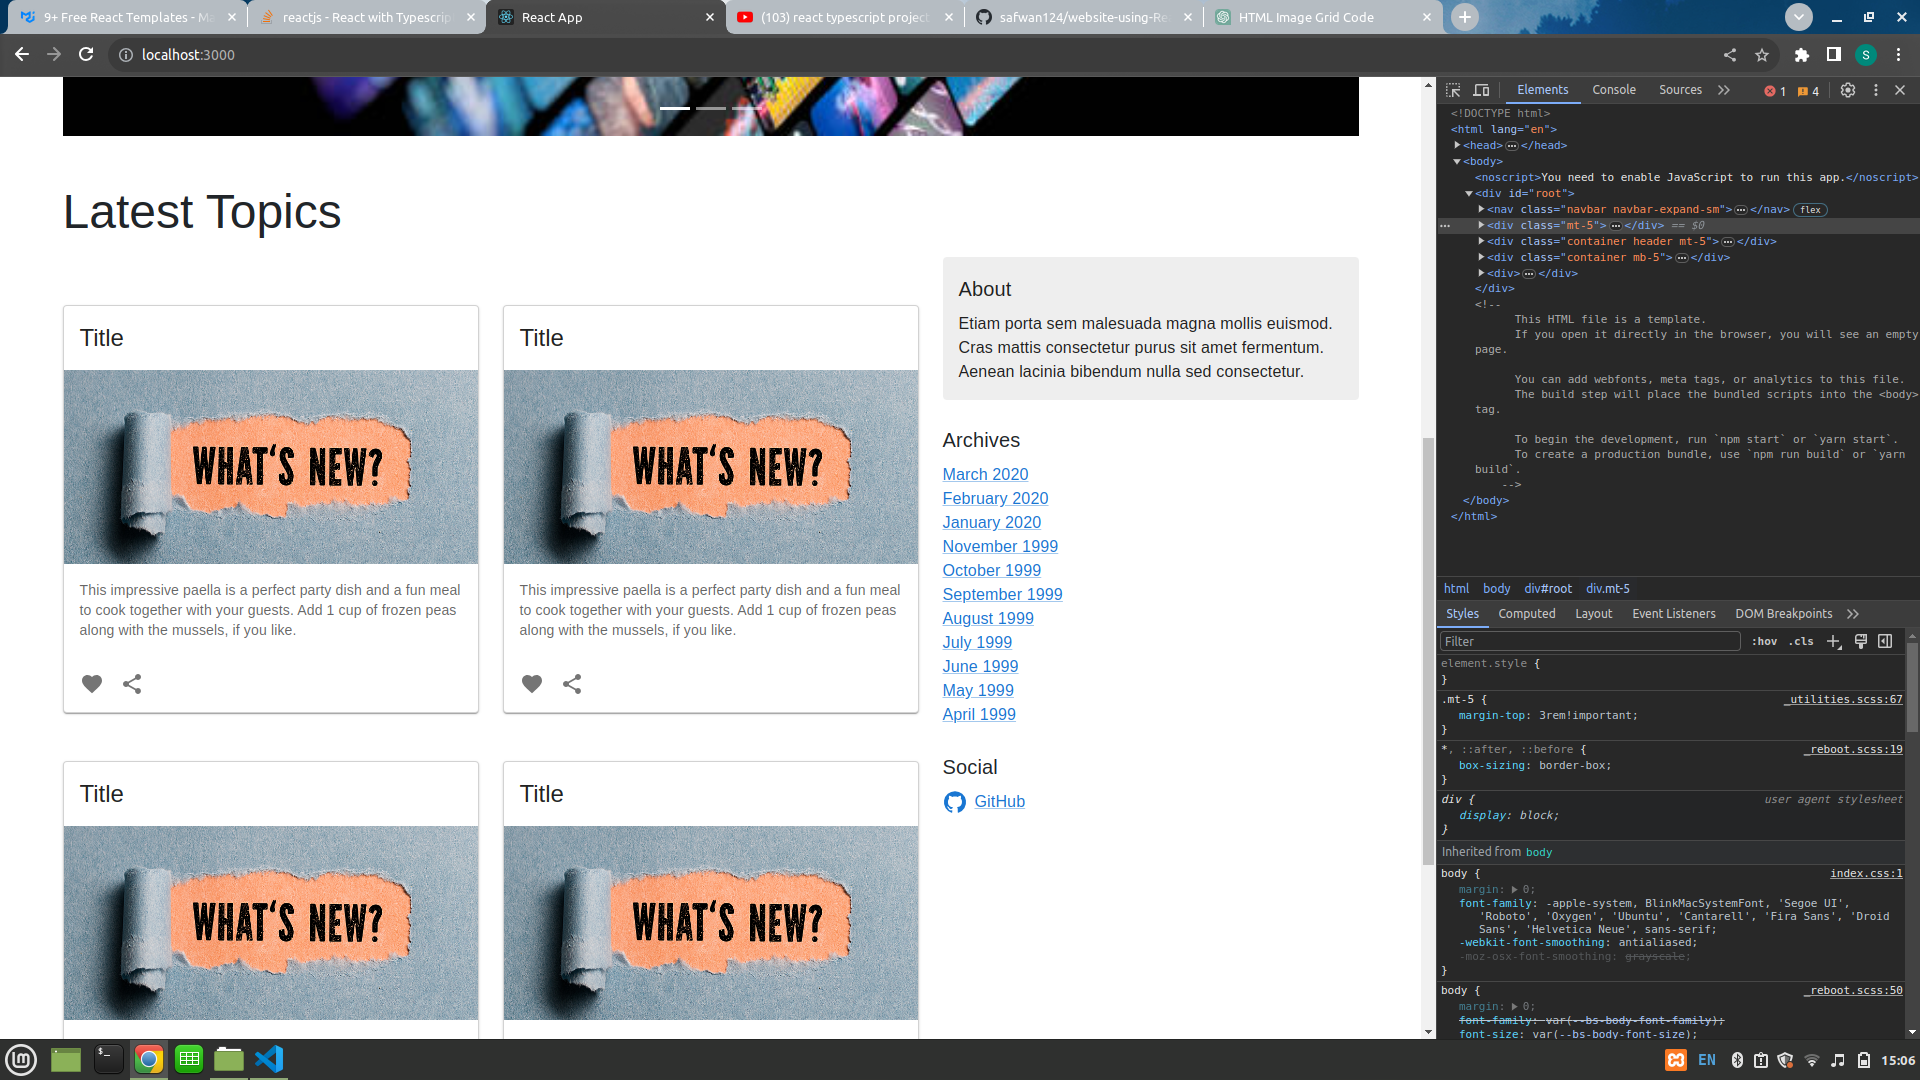 9+ Free React Templates - Ma
reactjs - React with Typescrip
React App
(103) react typescript project
safwan124/website-using-Re
HTML Image Grid Code
localhost:3000
S
Latest Topics
Title
WHAT'S NEW?
This impressive paella is a perfect party dish and a fun meal
to cook together with your guests. Add 1 cup of frozen peas
along with the mussels, if you like.
Title
WHAT'S NEW?
This impressive paella is a perfect party dish and a fun meal
to cook together with your guests. Add 1 cup of frozen peas
along with the mussels, if you like.
Title
WHAT'S NEW?
Title
WHAT'S NEW?
About
Etiam porta sem malesuada magna mollis euismod.
Cras mattis consectetur purus sit amet fermentum.
Aenean lacinia bibendum nulla sed consectetur.
Archives
March 2020
February 2020
January 2020
November 1999
October 1999
September 1999
August 1999
July 1999
June 1999
May 1999
April 1999
Social
GitHub
Elements Console Sources 1 4
<!DOCTYPE html>
<html lang="en">
<head>…</head>
<body>
<noscript>You need to enable JavaScript to run this app.</noscript>
<div id="root">
<nav class="navbar navbar-expand-sm">…</nav> flex
<div class="mt-5">…</div> == $0
<div class="container header mt-5">…</div>
<div class="container mb-5">…</div>
<div>…</div>
</div>
<!--
This HTML file is a template.
If you open it directly in the browser, you will see an empty
page.
You can add webfonts, meta tags, or analytics to this file.
The build step will place the bundled scripts into the <body>
tag.
To begin the development, run `npm start` or `yarn start`.
To create a production bundle, use `npm run build` or `yarn
build`.
-->
</body>
</html>
html body div#root div.mt-5
Styles Computed Layout Event Listeners DOM Breakpoints
Filter :hov .cls
element.style {
}
.mt-5 { _utilities.scss:67
margin-top: 3rem!important;
}
*, ::after, ::before { _reboot.scss:19
box-sizing: border-box;
}
div { user agent stylesheet
display: block;
}
Inherited from body
body { index.css:1
margin: 0;
font-family: -apple-system, BlinkMacSystemFont, 'Segoe UI',
'Roboto', 'Oxygen', 'Ubuntu', 'Cantarell', 'Fira Sans', 'Droid
Sans', 'Helvetica Neue', sans-serif;
-webkit-font-smoothing: antialiased;
-moz-osx-font-smoothing: grayscale;
}
body { _reboot.scss:50
margin: 0;
font-family: var(--bs-body-font-family);
font-size: var(--bs-body-font-size);
EN
15:06